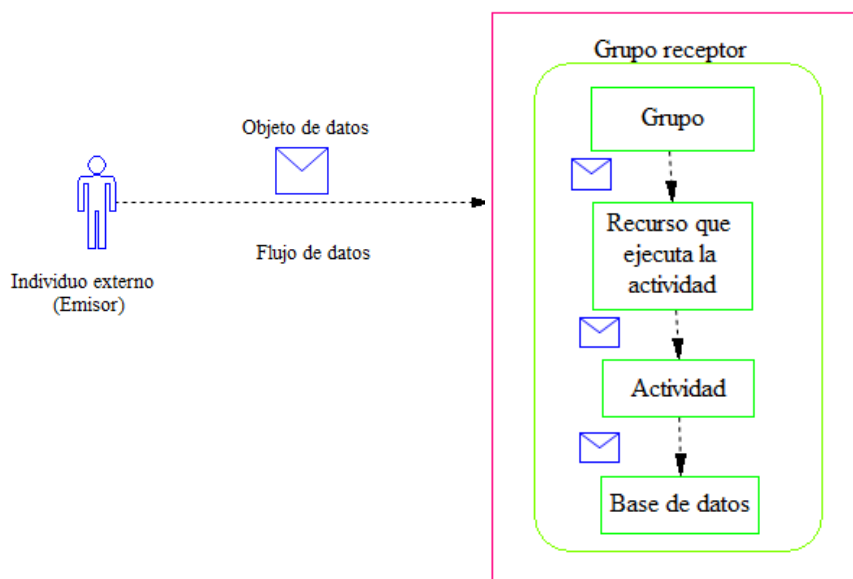 Grupo receptor
Objeto de datos
Flujo de datos
Individuo externo
(Emisor)
Grupo
Recurso que
ejecuta la
actividad
Actividad
Base de datos